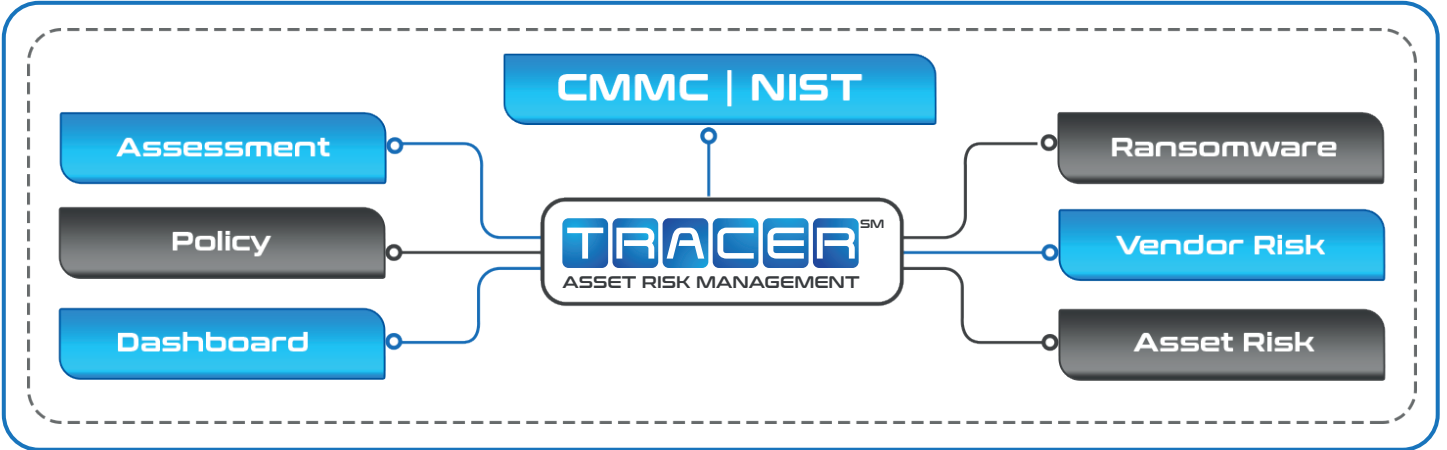 CMMC | NIST
Assessment
Policy
Dashboard
TRACER SM
ASSET RISK MANAGEMENT
Ransomware
Vendor Risk
Asset Risk